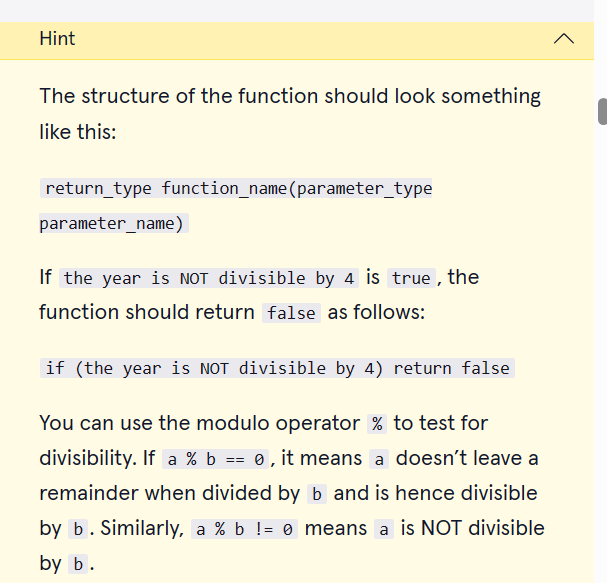 Hint
The structure of the function should look something
like this:
return_type function_name(parameter_type
parameter_name)
If the year is NOT divisible by 4 is true, the
function should return false as follows:
if (the year is NOT divisible by 4) return false
You can use the modulo operator % to test for
divisibility. If a % b == 0, it means a doesn’t leave a
remainder when divided by b and is hence divisible
by b. Similarly, a % b != 0 means a is NOT divisible
by b.